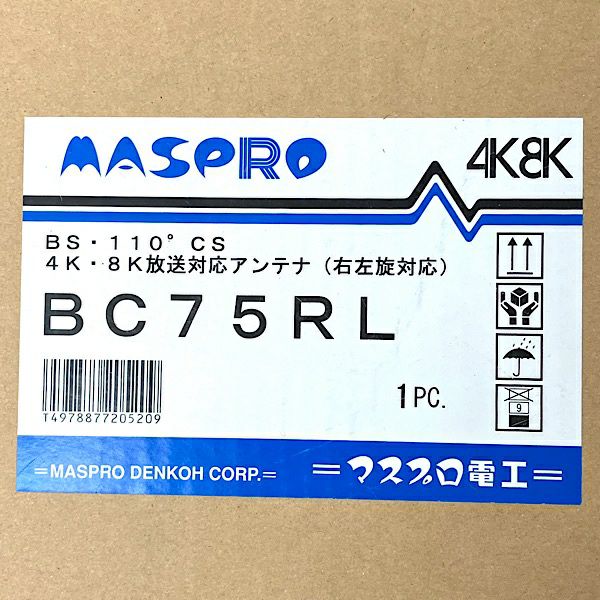 MASPRO
4K8K
ＢＳ・１１０°ＣＳ
４Ｋ・８Ｋ放送対応アンテナ（右左旋対応）
ＢＣ７５ＲＬ
T4978877205209
1PC.
9
=MASPRO DENKOH CORP.=
=マスプロ電工=